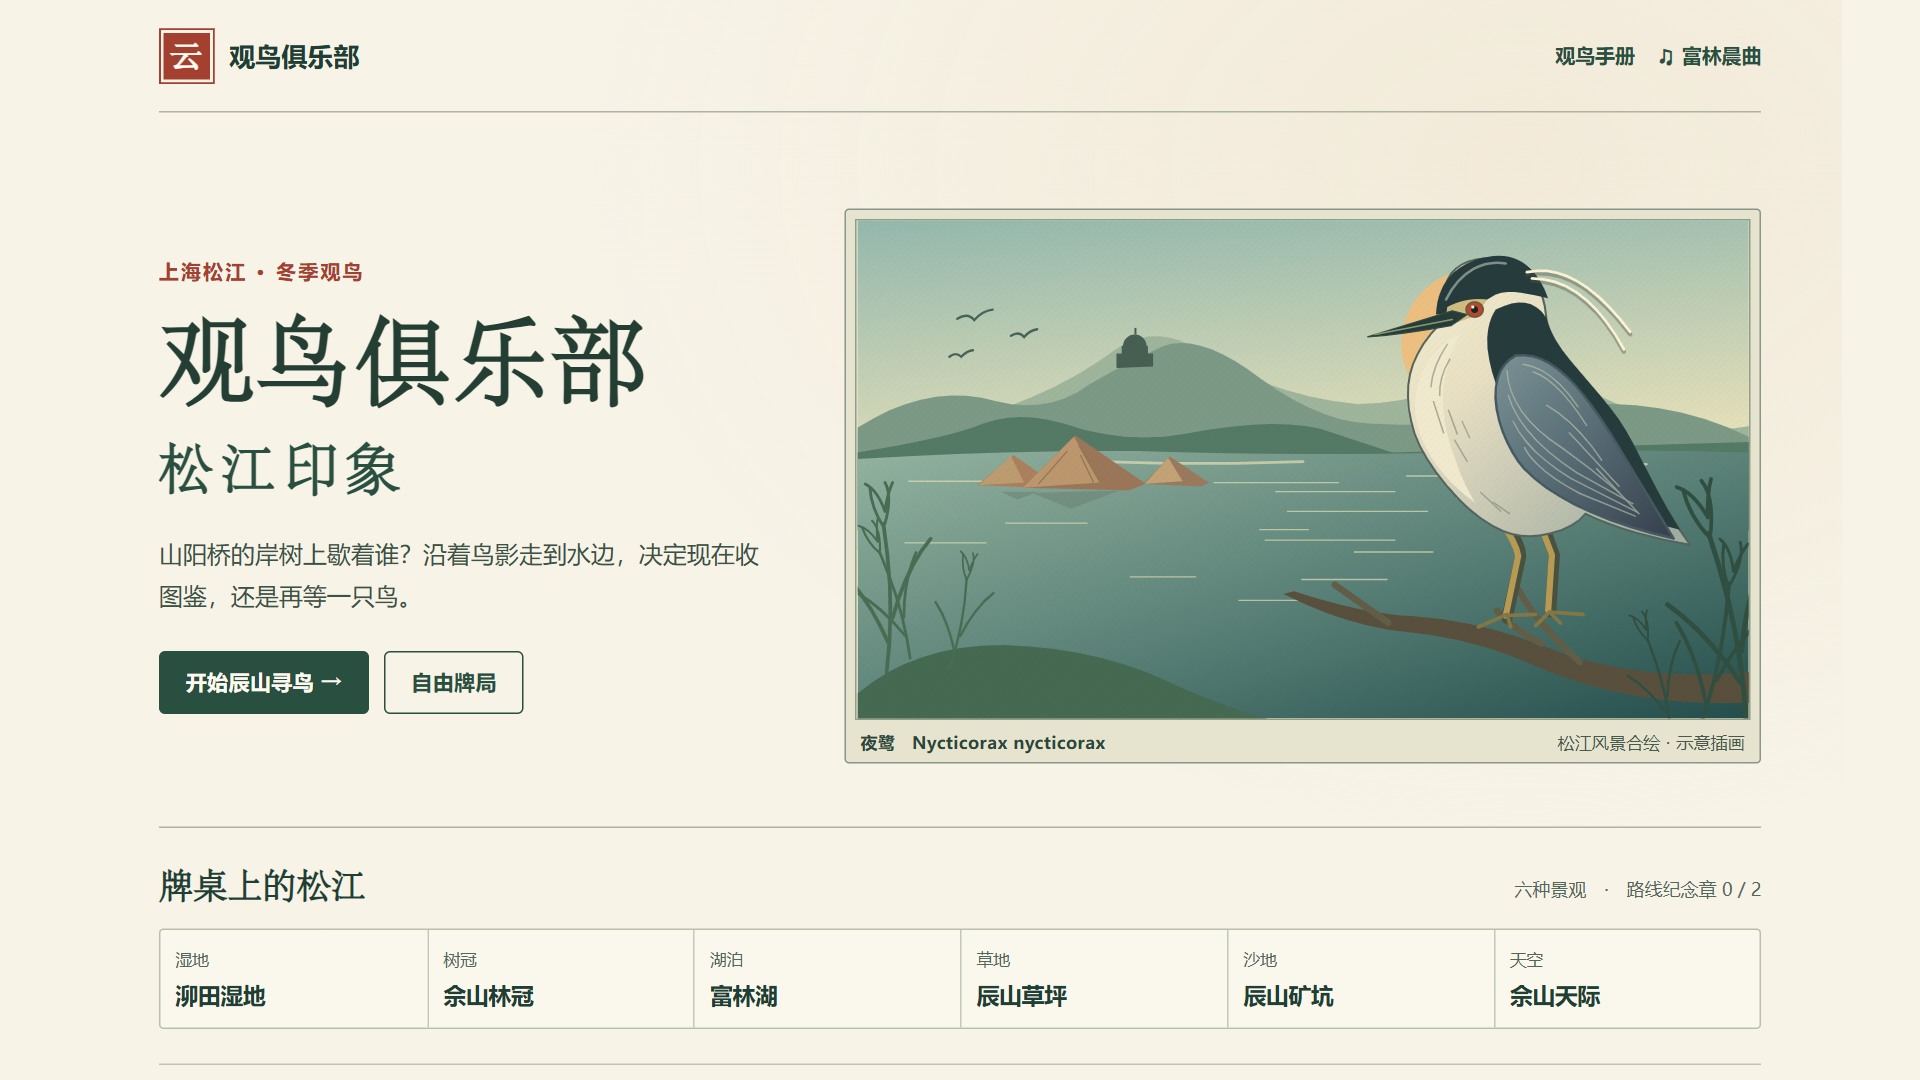 云 观鸟俱乐部
观鸟手册 ♫ 富林晨曲
上海松江 · 冬季观鸟
观鸟俱乐部
松江印象
山阳桥的岸树上歇着谁？沿着鸟影走到水边，决定现在收
图鉴，还是再等一只鸟。
开始辰山寻鸟 →
自由牌局
夜鹭 Nycticorax nycticorax
松江风景合绘 · 示意插画
牌桌上的松江
六种景观 · 路线纪念章 0 / 2
湿地
泖田湿地
树冠
佘山林冠
湖泊
富林湖
草地
辰山草坪
沙地
辰山矿坑
天空
佘山天际